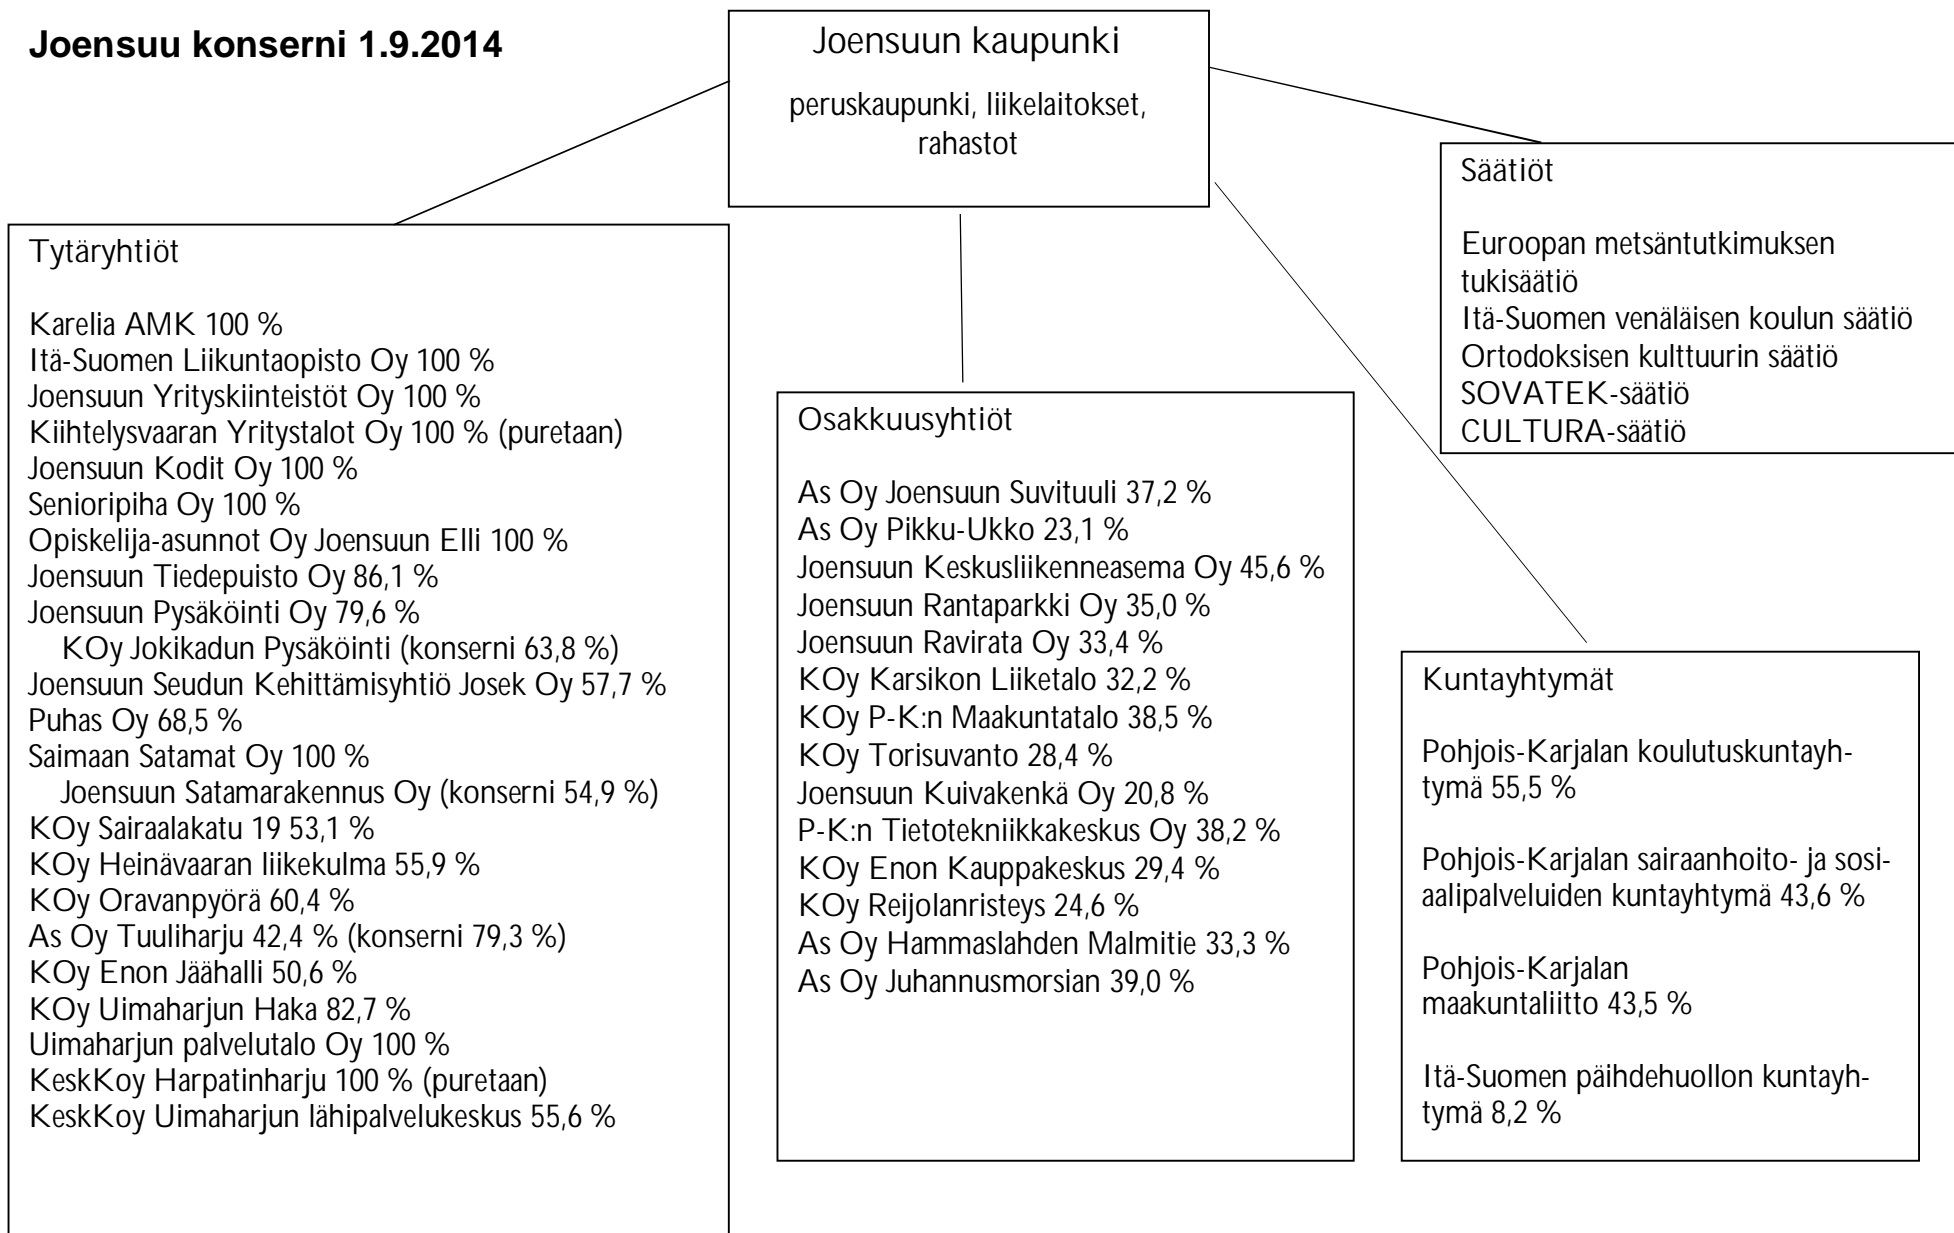 Joensuu konserni 1.9.2014
Joensuun kaupunki
peruskaupunki, liikelaitokset,
rahastot
Tytäryhtiöt
Karelia AMK 100 %
Itä-Suomen Liikuntaopisto Oy 100 %
Joensuun Yrityskiinteistöt Oy 100 %
Kiihtelysvaaran Yritystalot Oy 100 % (puretaan)
Joensuun Kodit Oy 100 %
Senioripiha Oy 100 %
Opiskelija-asunnot Oy Joensuun Elli 100 %
Joensuun Tiedepuisto Oy 86,1 %
Joensuun Pysäköinti Oy 79,6 %
KOy Jokikadun Pysäköinti (konserni 63,8 %)
Joensuun Seudun Kehittämisyhtiö Josek Oy 57,7 %
Puhas Oy 68,5 %
Saimaan Satamat Oy 100 %
Joensuun Satamarakennus Oy (konserni 54,9 %)
KOy Sairaalakatu 19 53,1 %
KOy Heinävaaran liikekulma 55,9 %
KOy Oravanpyörä 60,4 %
As Oy Tuuliharju 42,4 % (konserni 79,3 %)
KOy Enon Jäähalli 50,6 %
KOy Uimaharjun Haka 82,7 %
Uimaharjun palvelutalo Oy 100 %
KeskKoy Harpatinharju 100 % (puretaan)
KeskKoy Uimaharjun lähipalvelukeskus 55,6 %
Osakkuusyhtiöt
As Oy Joensuun Suvituuli 37,2 %
As Oy Pikku-Ukko 23,1 %
Joensuun Keskusliikenneasema Oy 45,6 %
Joensuun Rantaparkki Oy 35,0 %
Joensuun Ravirata Oy 33,4 %
KOy Karsikon Liiketalo 32,2 %
KOy P-K:n Maakuntatalo 38,5 %
KOy Torisuvanto 28,4 %
Joensuun Kuivakenkä Oy 20,8 %
P-K:n Tietotekniikkakeskus Oy 38,2 %
KOy Enon Kauppakeskus 29,4 %
KOy Reijolanristeys 24,6 %
As Oy Hammaslahden Malmitie 33,3 %
As Oy Juhannusmorsian 39,0 %
Säätiöt
Euroopan metsäntutkimuksen
tukisäätiö
Itä-Suomen venäläisen koulun säätiö
Ortodoksisen kulttuurin säätiö
SOVATEK-säätiö
CULTURA-säätiö
Kuntayhtymät
Pohjois-Karjalan koulutuskuntayh-
tymä 55,5 %
Pohjois-Karjalan sairaanhoito- ja sosi-
aalipalveluiden kuntayhtymä 43,6 %
Pohjois-Karjalan
maakuntaliitto 43,5 %
Itä-Suomen päihdehuollon kuntayh-
tymä 8,2 %